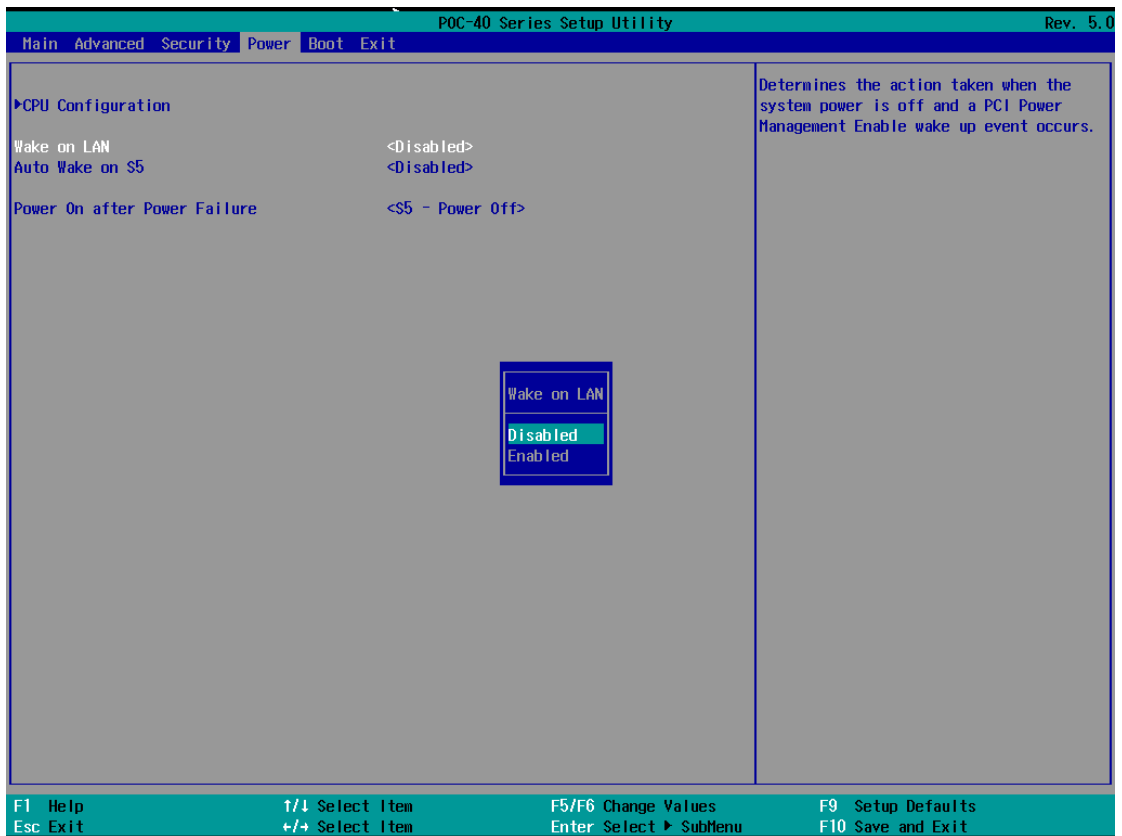 POC-40 Series Setup Utility Rev. 5.0
Main Advanced Security Power Boot Exit
▶CPU Configuration
Wake on LAN <Disabled>
Auto Wake on S5 <Disabled>
Power On after Power Failure <S5 - Power Off>
Determines the action taken when the
system power is off and a PCI Power
Management Enable wake up event occurs.
Wake on LAN
Disabled
Enabled
F1 Help ↑/↓ Select Item F5/F6 Change Values F9 Setup Defaults
Esc Exit ←/→ Select Item Enter Select ▶ SubMenu F10 Save and Exit